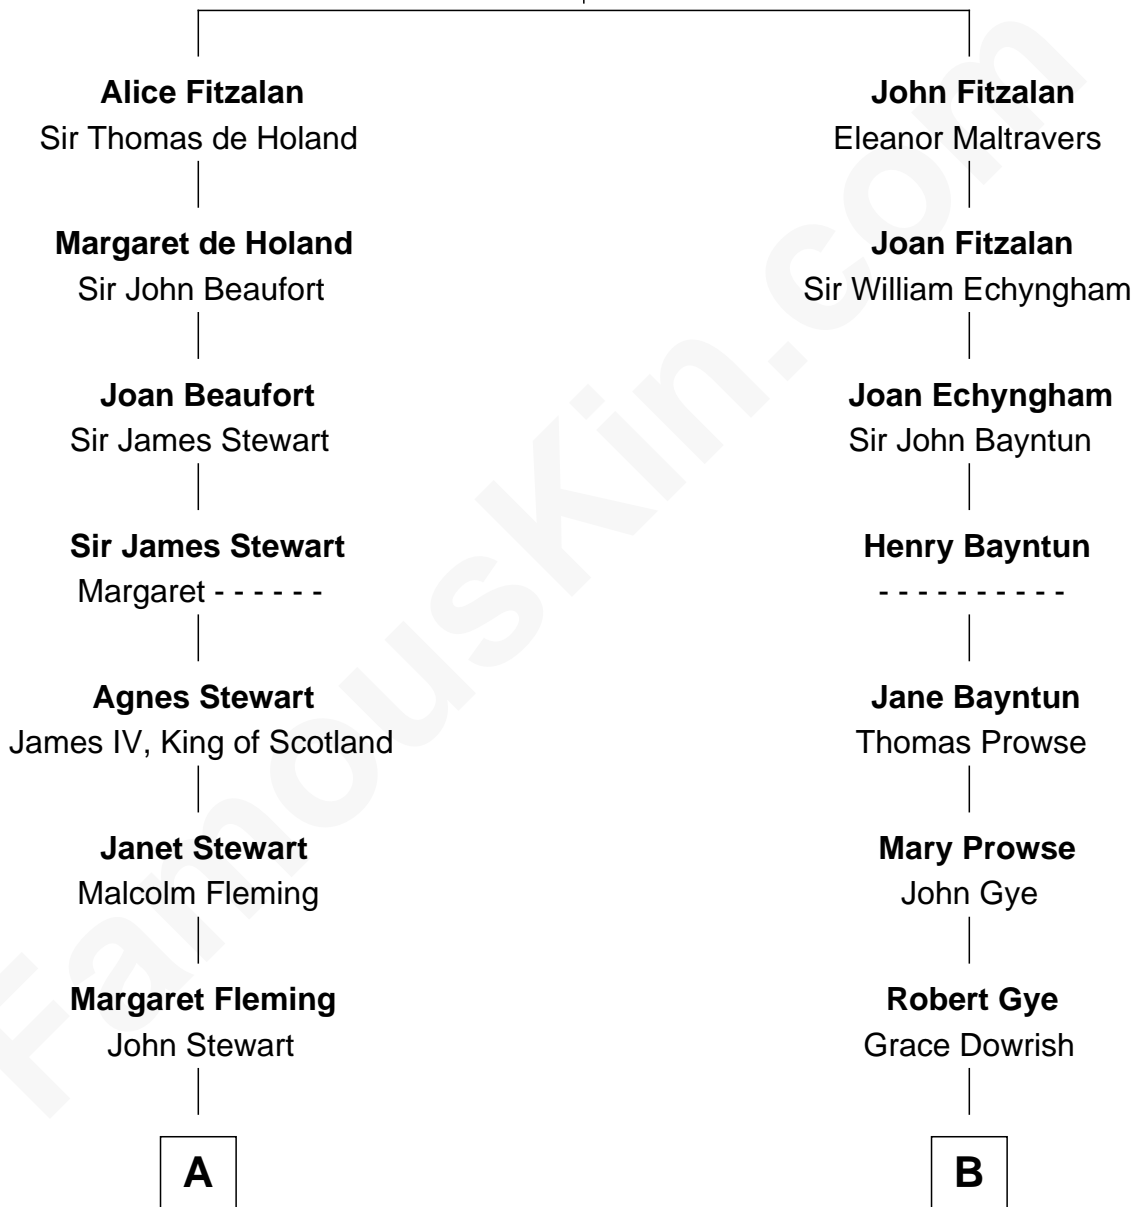 Alice Fitzalan
Sir Thomas de Holand
Margaret de Holand
Sir John Beaufort
Joan Beaufort
Sir James Stewart
Sir James Stewart
Margaret - - - - - -
Agnes Stewart
James IV, King of Scotland
Janet Stewart
Malcolm Fleming
Margaret Fleming
John Stewart
A
John Fitzalan
Eleanor Maltravers
Joan Fitzalan
Sir William Echyngham
Joan Echyngham
Sir John Bayntun
Henry Bayntun
- - - - - - - - - -
Jane Bayntun
Thomas Prowse
Mary Prowse
John Gye
Robert Gye
Grace Dowrish
B
FamousKin.com